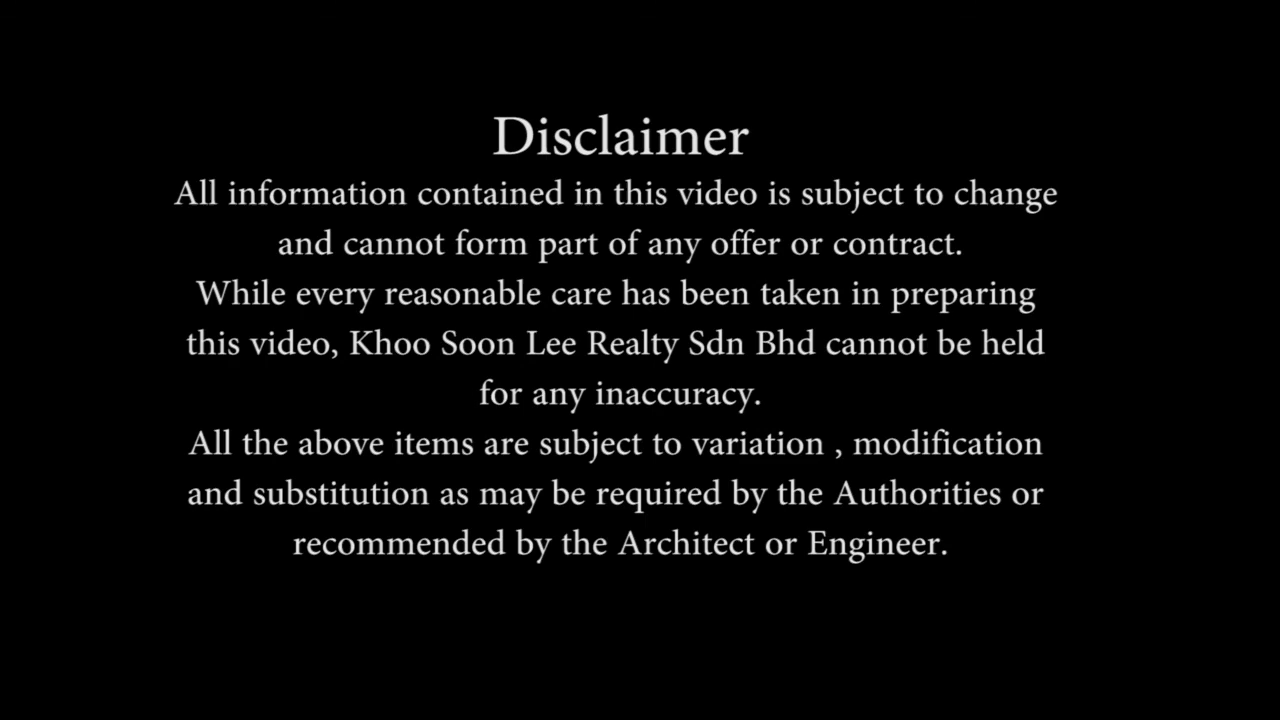 Disclaimer
All information contained in this video is subject to change
and cannot form part of any offer or contract.
While every reasonable care has been taken in preparing
this video, Khoo Soon Lee Realty Sdn Bhd cannot be held
for any inaccuracy.
All the above items are subject to variation , modification
and substitution as may be required by the Authorities or
recommended by the Architect or Engineer.